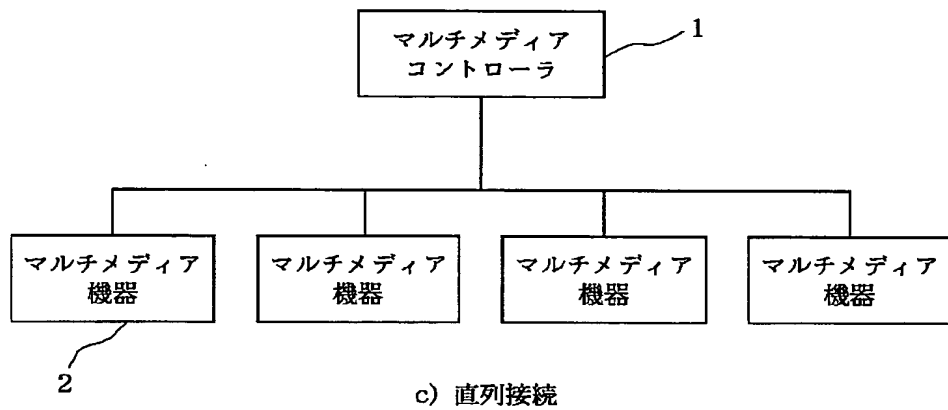 マルチメディア
コントローラ
1
マルチメディア
機器
マルチメディア
機器
マルチメディア
機器
マルチメディア
機器
2
c) 直列接続